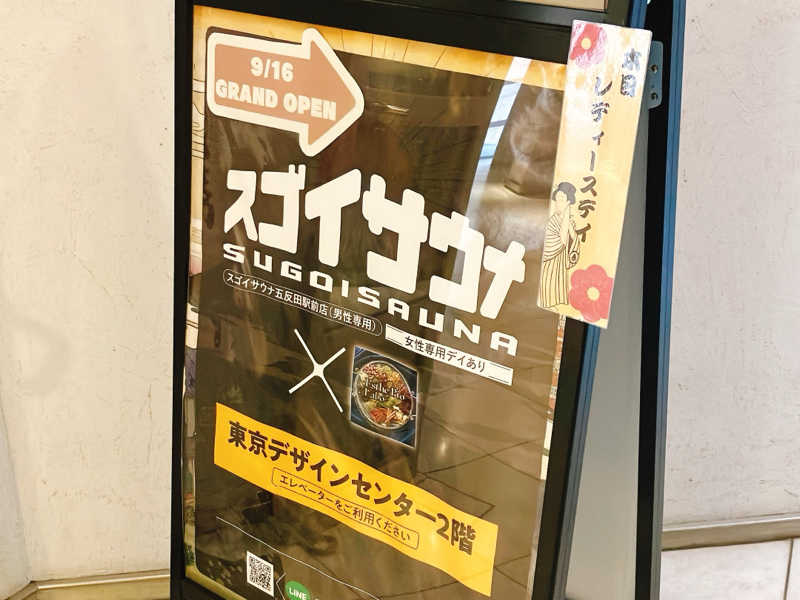 9/16
GRAND OPEN
本日
レディースデイ
スゴイサウナ
SUGOISAUNA
スゴイサウナ五反田駅前店(男性専用)
女性専用デイあり
×
東京デザインセンター2階
エレベーターをご利用ください
LINE